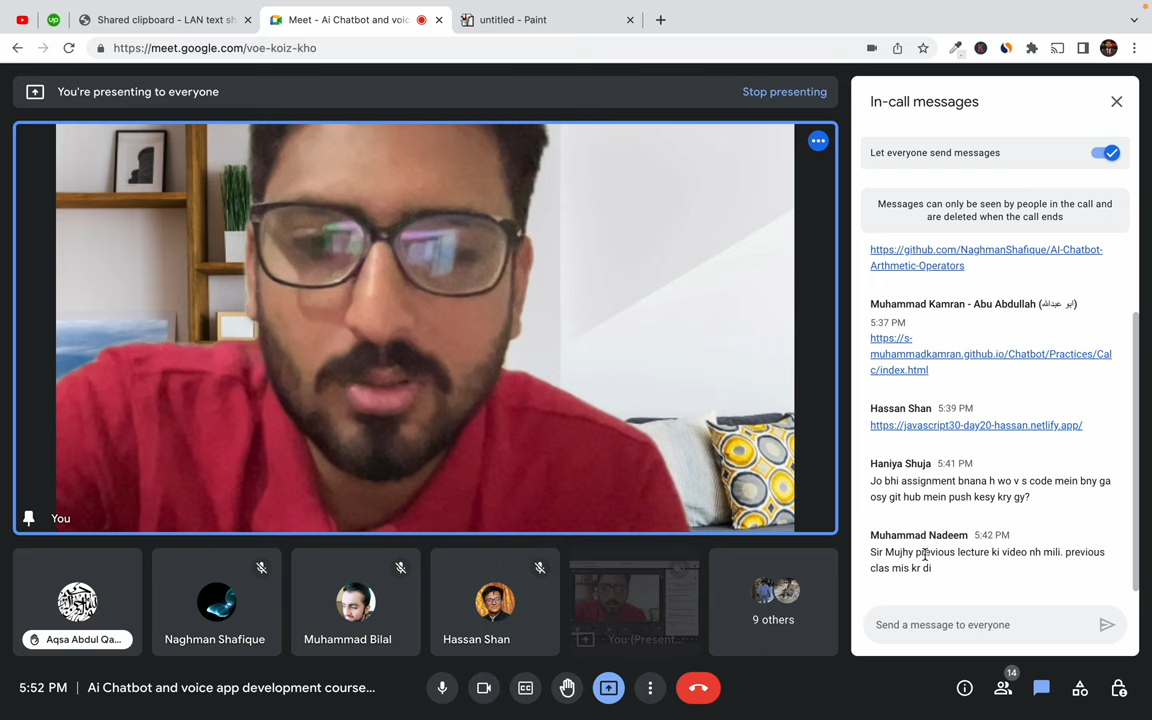 Shared clipboard - LAN text sh
Meet - Ai Chatbot and voic
untitled - Paint
https://meet.google.com/voe-koiz-kho
You're presenting to everyone
Stop presenting
You
Aqsa Abdul Qa...
Naghman Shafique
Muhammad Bilal
Hassan Shan
You (Present...
9 others
In-call messages
Let everyone send messages
Messages can only be seen by people in the call and
are deleted when the call ends
https://github.com/NaghmanShafique/AI-Chatbot-
Arthmetic-Operators
Muhammad Kamran - Abu Abdullah (ابو عبدالله)
5:37 PM
https://s-
muhammadkamran.github.io/Chatbot/Practices/Cal
c/index.html
Hassan Shan 5:39 PM
https://javascript30-day20-hassan.netlify.app/
Haniya Shuja 5:41 PM
Jo bhi assignment bnana h wo v s code mein bny ga
osy git hub mein push kesy kry gy?
Muhammad Nadeem 5:42 PM
Sir Mujhy previous lecture ki video nh mili. previous
clas mis kr di
Send a message to everyone
5:52 PM | Ai Chatbot and voice app development course...
14